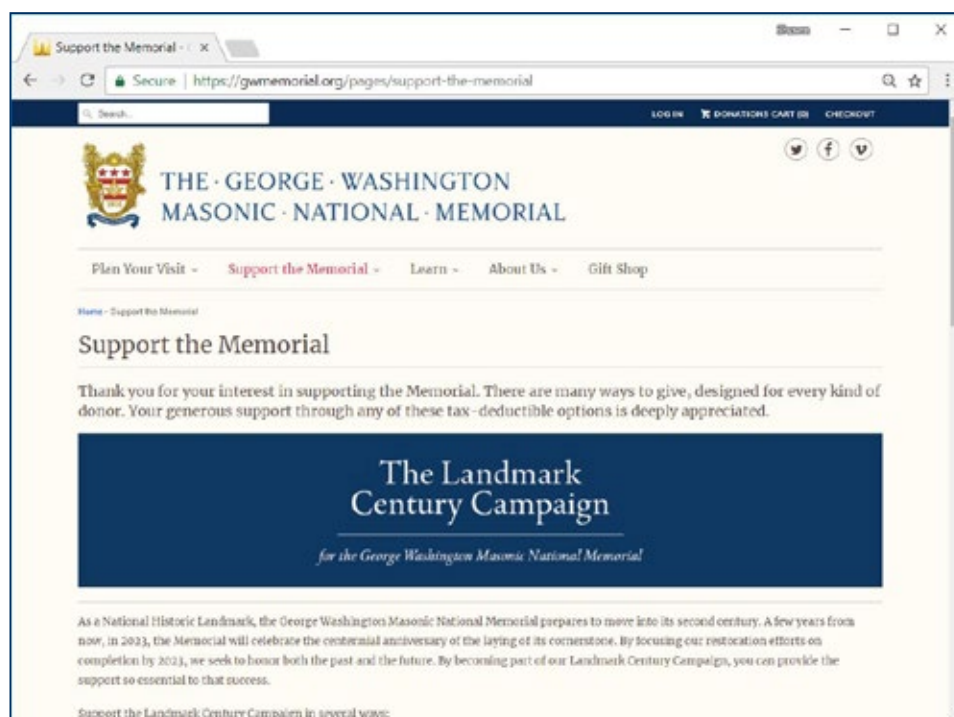 Support the Memorial -
Secure | https://gwmemorial.org/pages/support-the-memorial
Search...
LOG IN DONATIONS CART (0) CHECKOUT
THE · GEORGE · WASHINGTON
MASONIC · NATIONAL · MEMORIAL
Plan Your Visit Support the Memorial Learn About Us Gift Shop
Home - Support the Memorial
Support the Memorial
Thank you for your interest in supporting the Memorial. There are many ways to give, designed for every kind of
donor. Your generous support through any of these tax-deductible options is deeply appreciated.
The Landmark
Century Campaign
for the George Washington Masonic National Memorial
As a National Historic Landmark, the George Washington Masonic National Memorial prepares to move into its second century. A few years from
now, in 2023, the Memorial will celebrate the centennial anniversary of the laying of its cornerstone. By focusing our restoration efforts on
completion by 2023, we seek to honor both the past and the future. By becoming part of our Landmark Century Campaign, you can provide the
support so essential to that success.
Support the Landmark Century Campaign in several ways: